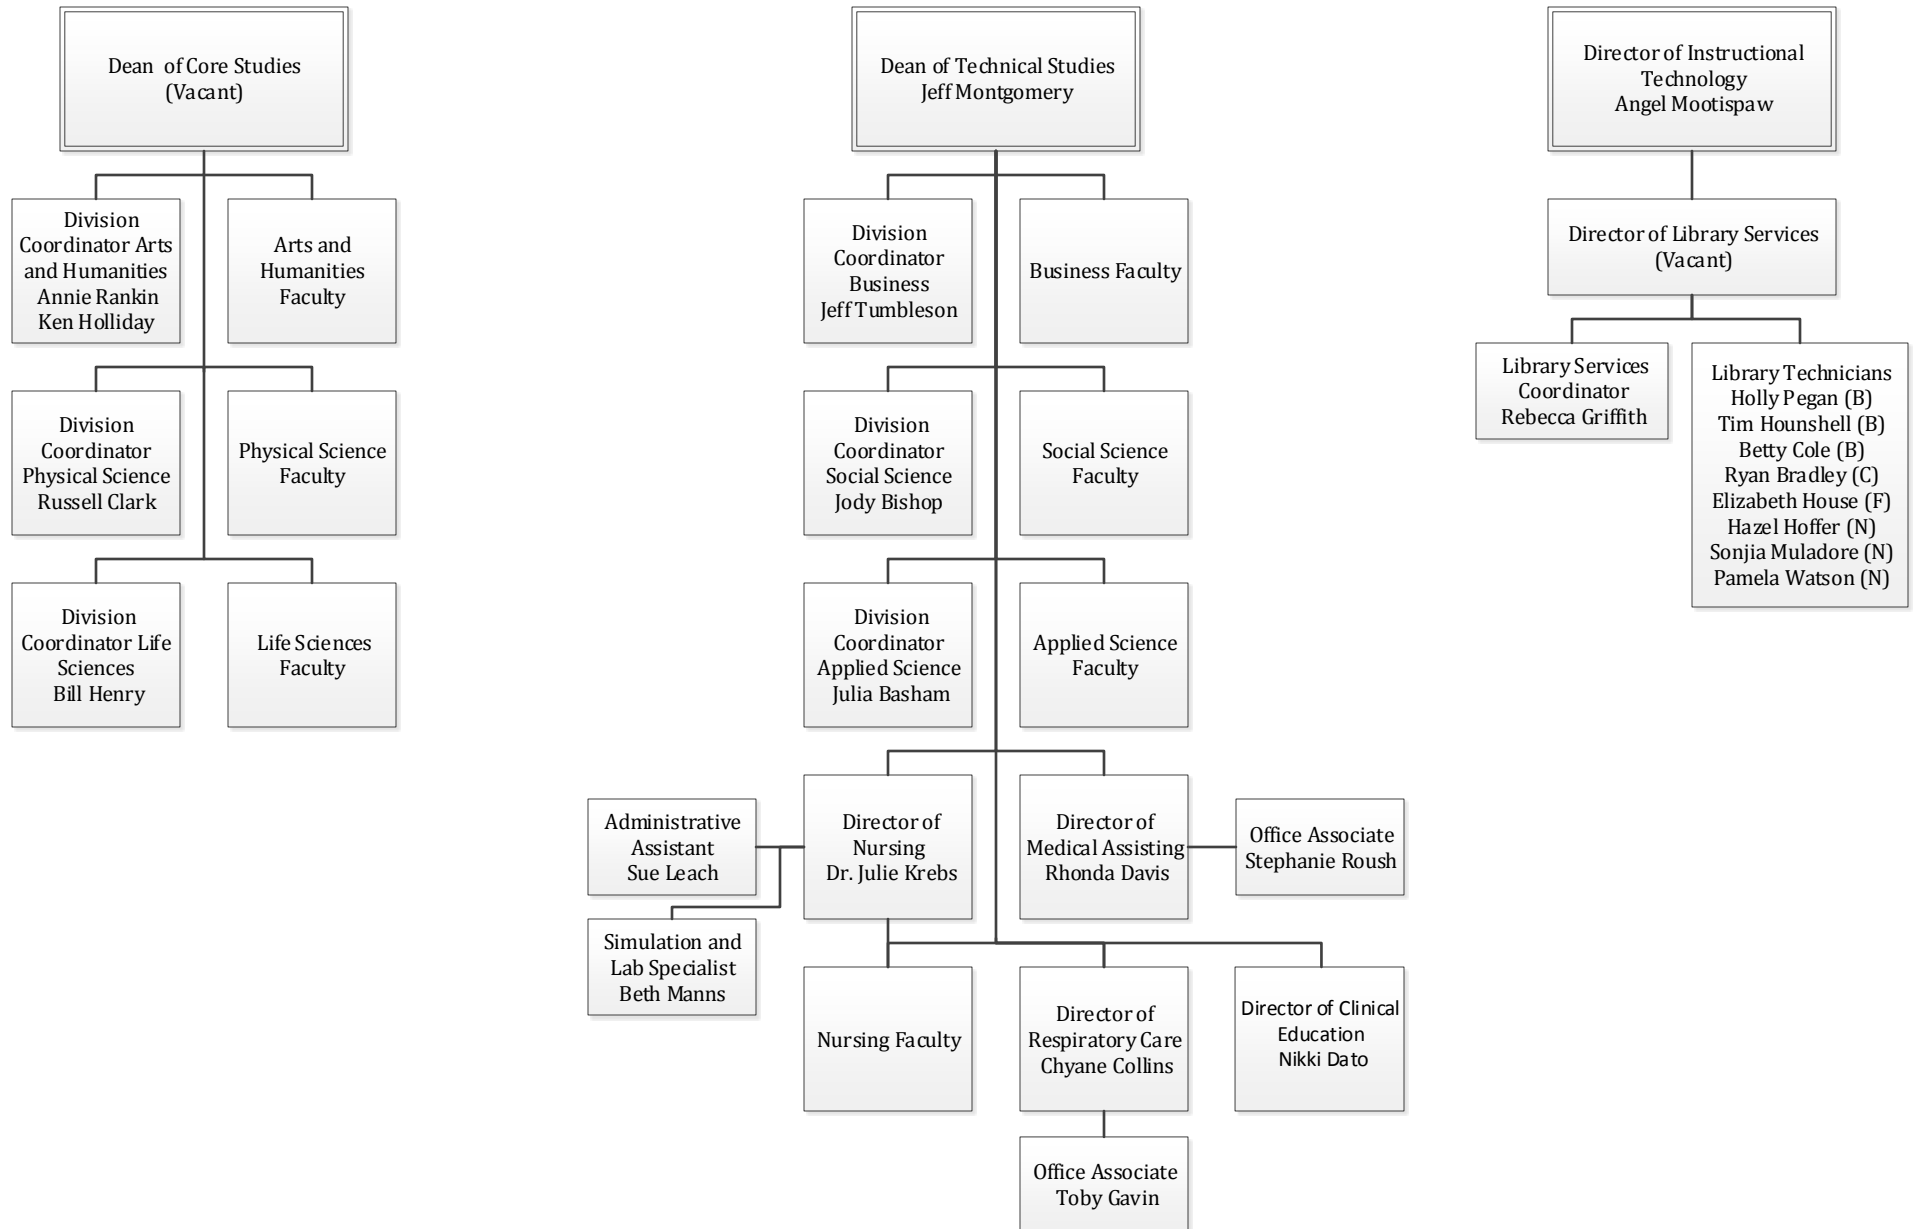 Dean of Core Studies
(Vacant)
Dean of Technical Studies
Jeff Montgomery
Director of Instructional
Technology
Angel Mootispaw
Division
Coordinator Arts
and Humanities
Annie Rankin
Ken Holliday
Arts and
Humanities
Faculty
Division
Coordinator
Business
Jeff Tumbleson
Business Faculty
Director of Library Services
(Vacant)
Library Services
Coordinator
Rebecca Griffith
Library Technicians
Holly Pegan (B)
Tim Hounshell (B)
Betty Cole (B)
Ryan Bradley (C)
Elizabeth House (F)
Hazel Hoffer (N)
Sonjia Muladore (N)
Pamela Watson (N)
Division
Coordinator
Physical Science
Russell Clark
Physical Science
Faculty
Division
Coordinator
Social Science
Jody Bishop
Social Science
Faculty
Division
Coordinator Life
Sciences
Bill Henry
Life Sciences
Faculty
Division
Coordinator
Applied Science
Julia Basham
Applied Science
Faculty
Administrative
Assistant
Sue Leach
Director of
Nursing
Dr. Julie Krebs
Director of
Medical Assisting
Rhonda Davis
Office Associate
Stephanie Roush
Simulation and
Lab Specialist
Beth Manns
Nursing Faculty
Director of
Respiratory Care
Chyane Collins
Director of Clinical
Education
Nikki Dato
Office Associate
Toby Gavin